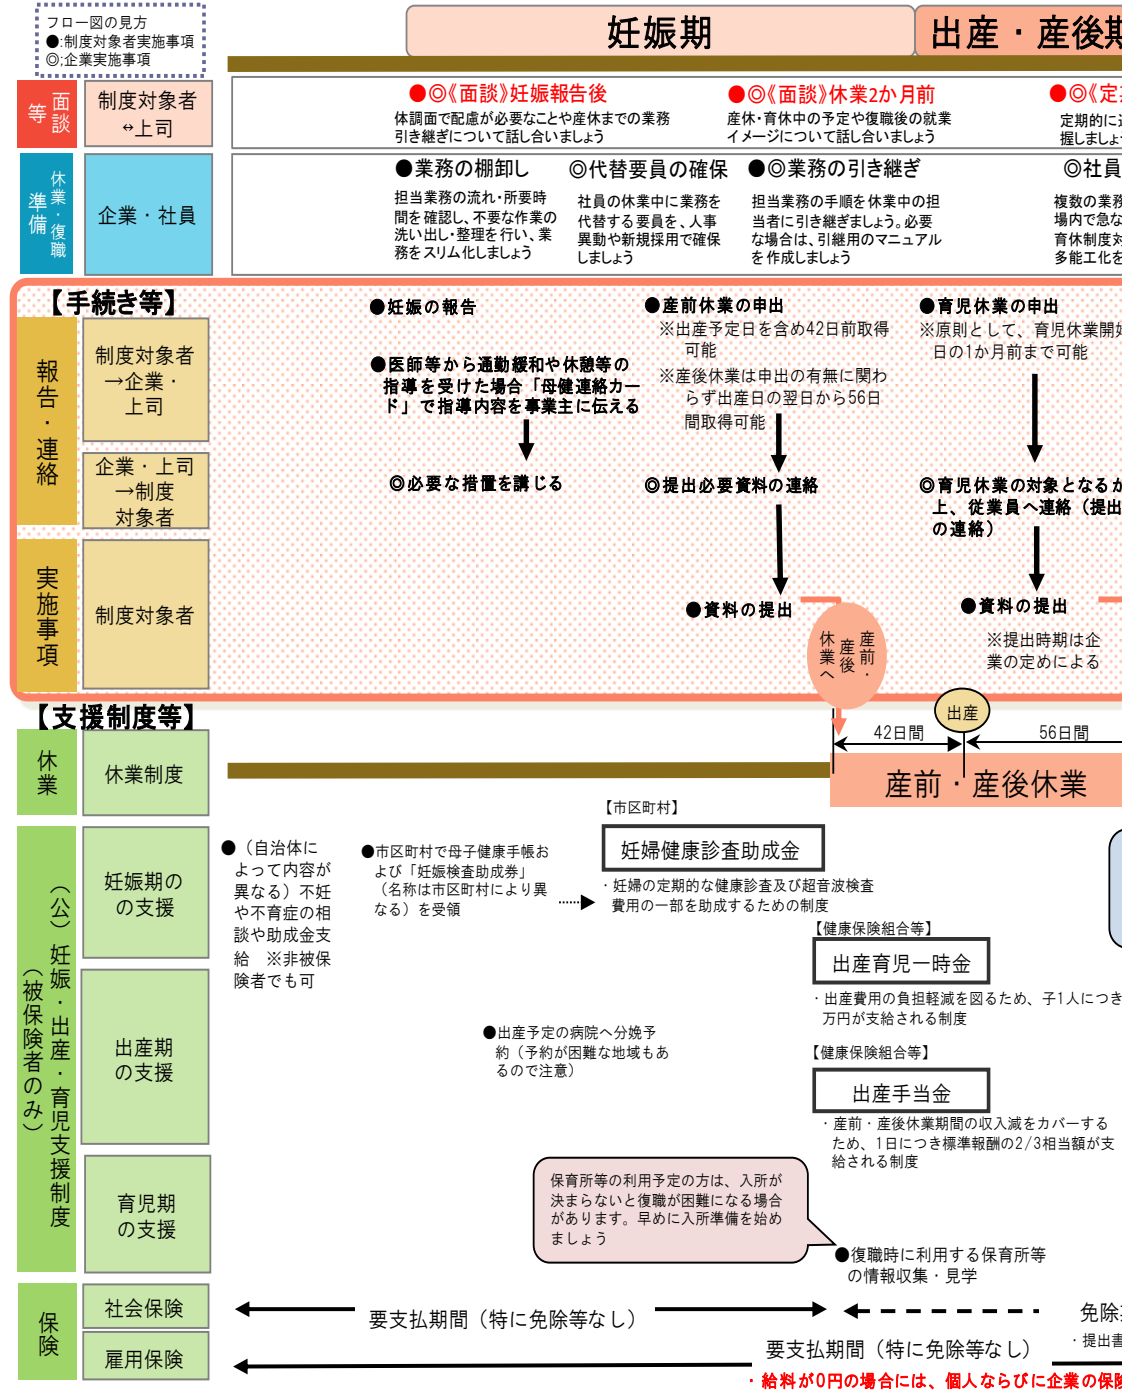 フロー図の見方
●:制度対象者実施事項
◎:企業実施事項
妊娠期
出産・産後期
面談等
制度対象者
⇔上司
●◎《面談》妊娠報告後
体調面で配慮が必要なことや産休までの業務
引き継ぎについて話し合いましょう
●◎《面談》休業2か月前
産休・育休中の予定や復職後の就業
イメージについて話し合いましょう
●◎《定
定期的に
握しましょ
休業・復職準備
企業・社員
●業務の棚卸し
担当業務の流れ・所要時
間を確認し、不要な作業の
洗い出し・整理を行い、業
務をスリム化しましょう
◎代替要員の確保
社員の休業中に業務を
代替する要員を、人事
異動や新規採用で確保
しましょう
●◎業務の引き継ぎ
担当業務の手順を休業中の担
当者に引き継ぎましょう。必要
な場合は、引継用のマニュアル
を作成しましょう
◎社員
複数の業務
場内で急な
育休制度対
多能工化を
【手続き等】
報告・連絡
制度対象者
→企業・
上司
●妊娠の報告
●医師等から通勤緩和や休憩等の
指導を受けた場合「母健連絡カー
ド」で指導内容を事業主に伝える
●産前休業の申出
※出産予定日を含め42日前取得
可能
※産後休業は申出の有無に関わ
らず出産日の翌日から56日
間取得可能
●育児休業の申出
※原則として、育児休業開始
日の1か月前まで可能
企業・上司
→制度
対象者
◎必要な措置を講じる
◎提出必要資料の連絡
◎育児休業の対象となるか
上、従業員へ連絡（提出
の連絡）
実施事項
制度対象者
●資料の提出
産前・産後休業へ
●資料の提出
※提出時期は企
業の定めによる
【支援制度等】
休業
休業制度
出産
42日間
56日間
産前・産後休業
（公）妊娠・出産・育児支援制度
（被保険者のみ）
妊娠期の
の支援
●（自治体に
よって内容が
異なる）不妊
や不育症の相
談や助成金支
給　※非被保
険者でも可
●市区町村で母子健康手帳お
よび「妊娠検査助成券」
（名称は市区町村により異
なる）を受領
【市区町村】
妊婦健康診査助成金
・妊婦の定期的な健康診査及び超音波検査
費用の一部を助成するための制度
【健康保険組合等】
出産育児一時金
・出産費用の負担軽減を図るため、子1人につき
万円が支給される制度
出産期
の支援
●出産予定の病院へ分娩予
約（予約が困難な地域もあ
るので注意）
【健康保険組合等】
出産手当金
・産前・産後休業期間の収入減をカバーする
ため、1日につき標準報酬の2/3相当額が支
給される制度
育児期
の支援
保育所等の利用予定の方は、入所が
決まらないと復職が困難になる場合
があります。早めに入所準備を始め
ましょう
●復職時に利用する保育所等
の情報収集・見学
保険
社会保険
要支払期間（特に免除等なし）
免除
・提出書
雇用保険
要支払期間（特に免除等なし）
・給料が0円の場合には、個人ならびに企業の保険